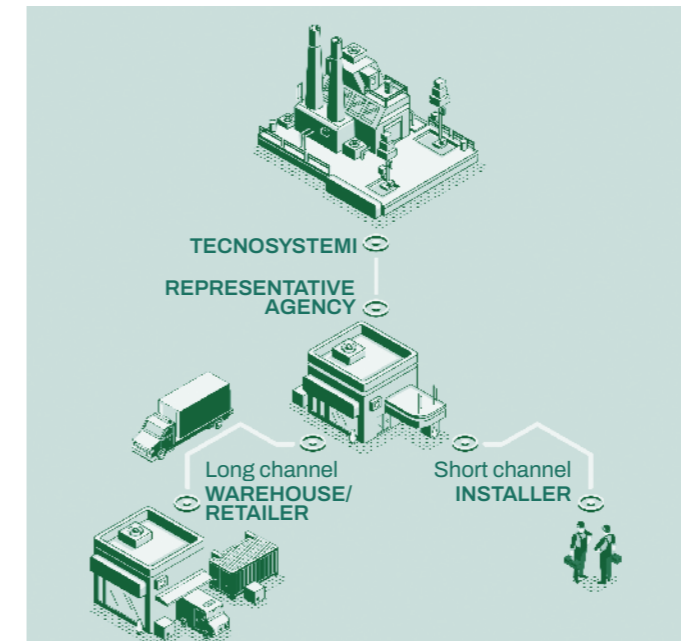 TECNOSYSTEMI
REPRESENTATIVE
AGENCY
Long channel
WAREHOUSE/
RETAILER
Short channel
INSTALLER